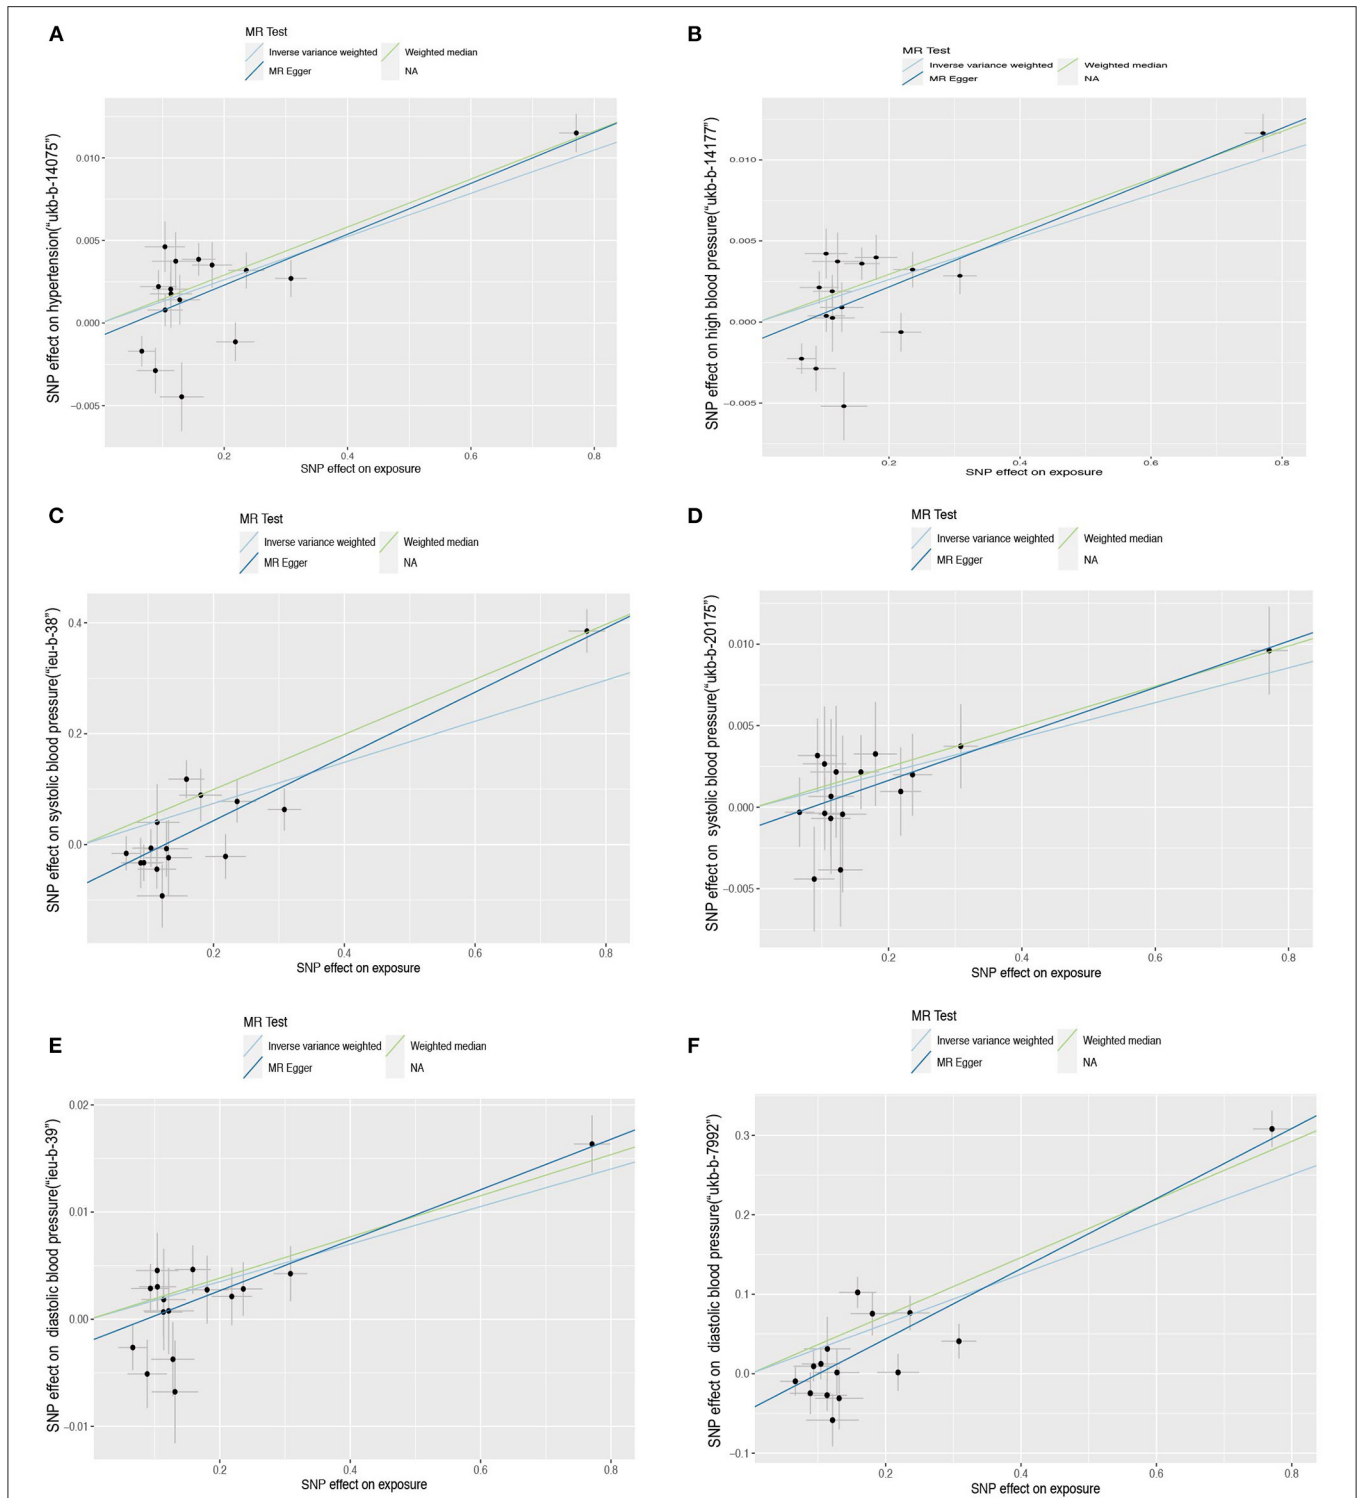 A
MR Test
Inverse variance weighted
Weighted median
MR Egger
NA
SNP effect on hypertension("ukb-b-14075")
0.010
0.005
0.000
−0.005
0.2
0.4
0.6
0.8
SNP effect on exposure
B
MR Test
Inverse variance weighted
Weighted median
MR Egger
NA
SNP effect on high blood pressure("ukb-b-14177")
0.010
0.005
0.000
−0.005
0.2
0.4
0.6
0.8
SNP effect on exposure
C
MR Test
Inverse variance weighted
Weighted median
MR Egger
NA
SNP effect on systolic blood pressure("ieu-b-38")
0.4
0.2
0.0
0.2
0.4
0.6
0.8
SNP effect on exposure
D
MR Test
Inverse variance weighted
Weighted median
MR Egger
NA
SNP effect on systolic blood pressure("ukb-b-20175")
0.010
0.005
0.000
−0.005
0.2
0.4
0.6
0.8
SNP effect on exposure
E
MR Test
Inverse variance weighted
Weighted median
MR Egger
NA
SNP effect on diastolic blood pressure("ieu-b-39")
0.02
0.01
0.00
−0.01
0.2
0.4
0.6
0.8
SNP effect on exposure
F
MR Test
Inverse variance weighted
Weighted median
MR Egger
NA
SNP effect on diastolic blood pressure("ukb-b-7992")
0.3
0.2
0.1
0.0
−0.1
0.2
0.4
0.6
0.8
SNP effect on exposure